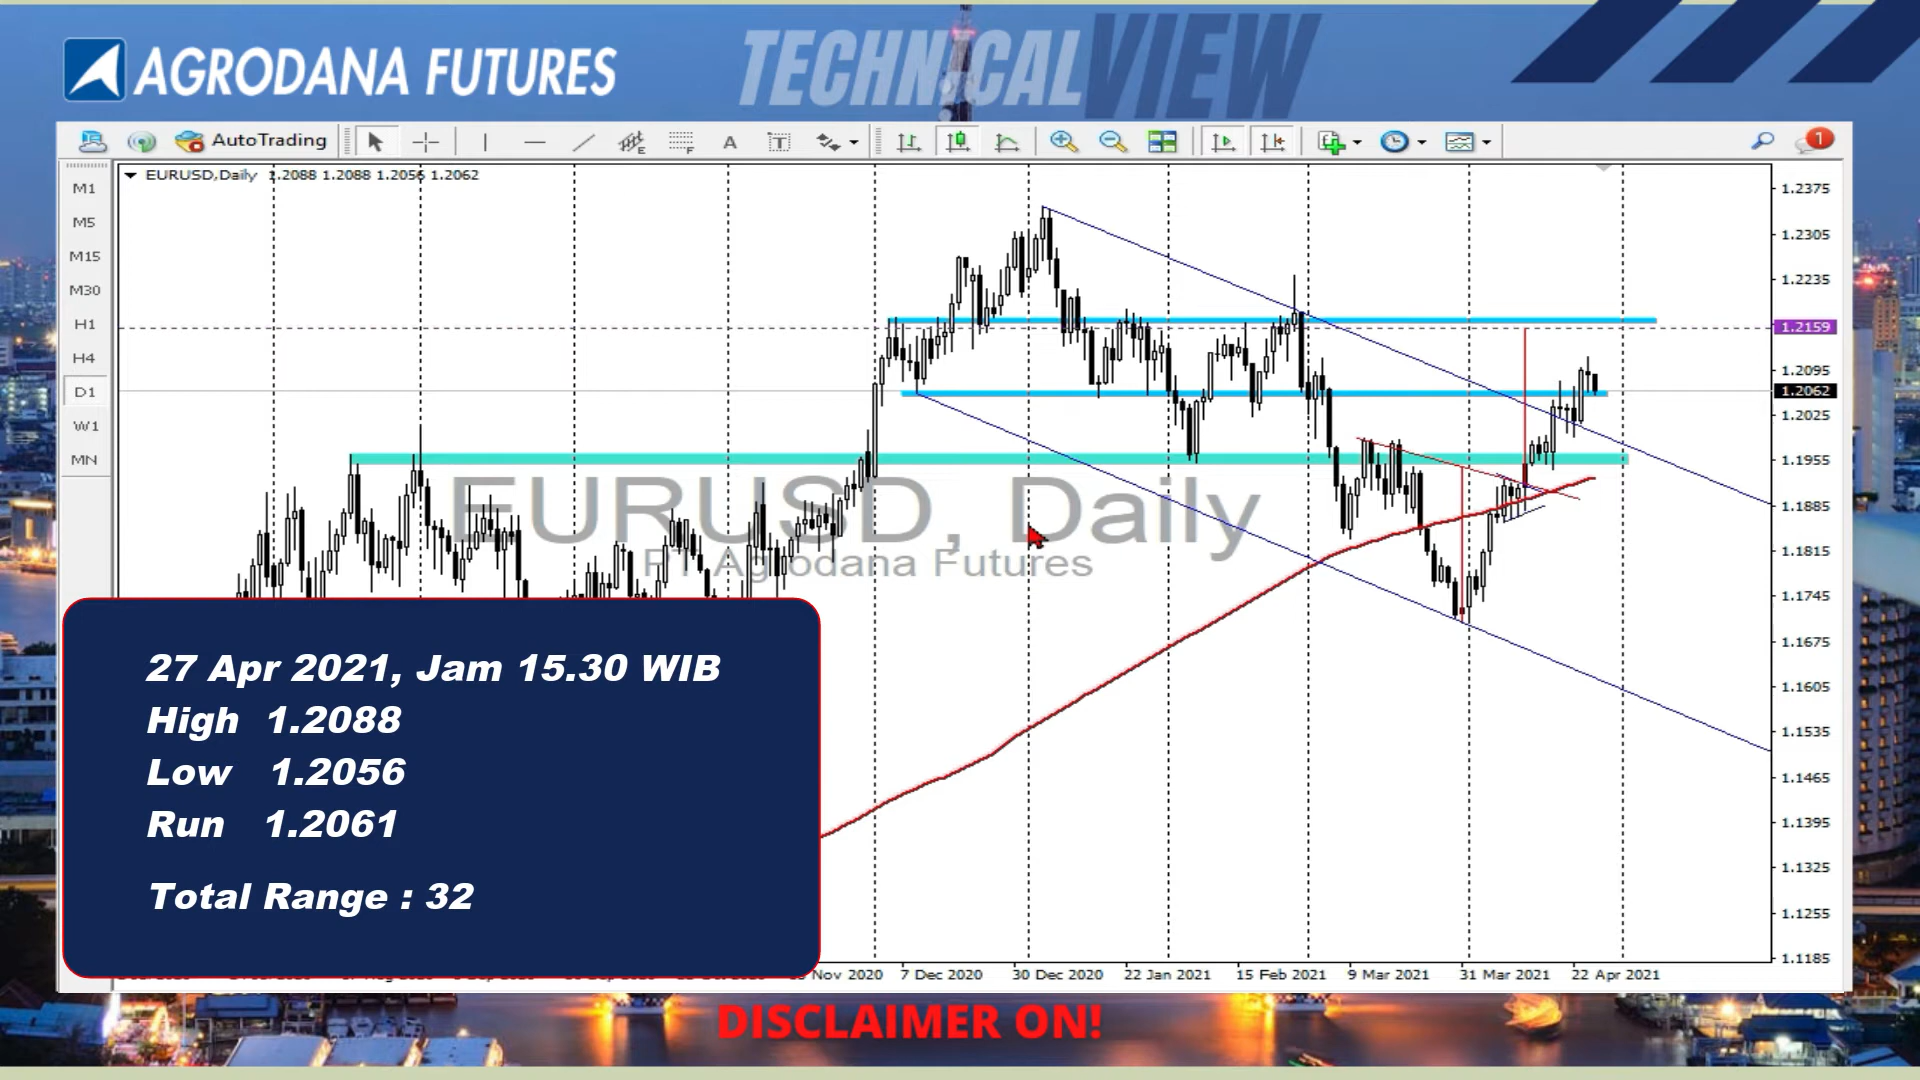 AGRODANA FUTURES
TECHNICAL VIEW
AutoTrading
A
T
1
EURUSD,Daily 1.2088 1.2088 1.2056 1.2062
M1
M5
M15
M30
H1
H4
D1
W1
MN
1.2375
1.2305
1.2235
1.2159
1.2095
1.2062
1.2025
1.1955
1.1885
1.1815
1.1745
1.1675
1.1605
1.1535
1.1465
1.1395
1.1325
1.1255
1.1185
EURUSD, Daily
PT Agrodana Futures
27 Apr 2021, Jam 15.30 WIB
High 1.2088
Low 1.2056
Run 1.2061
Total Range : 32
Nov 2020 7 Dec 2020 30 Dec 2020 22 Jan 2021 15 Feb 2021 9 Mar 2021 31 Mar 2021 22 Apr 2021
DISCLAIMER ON!